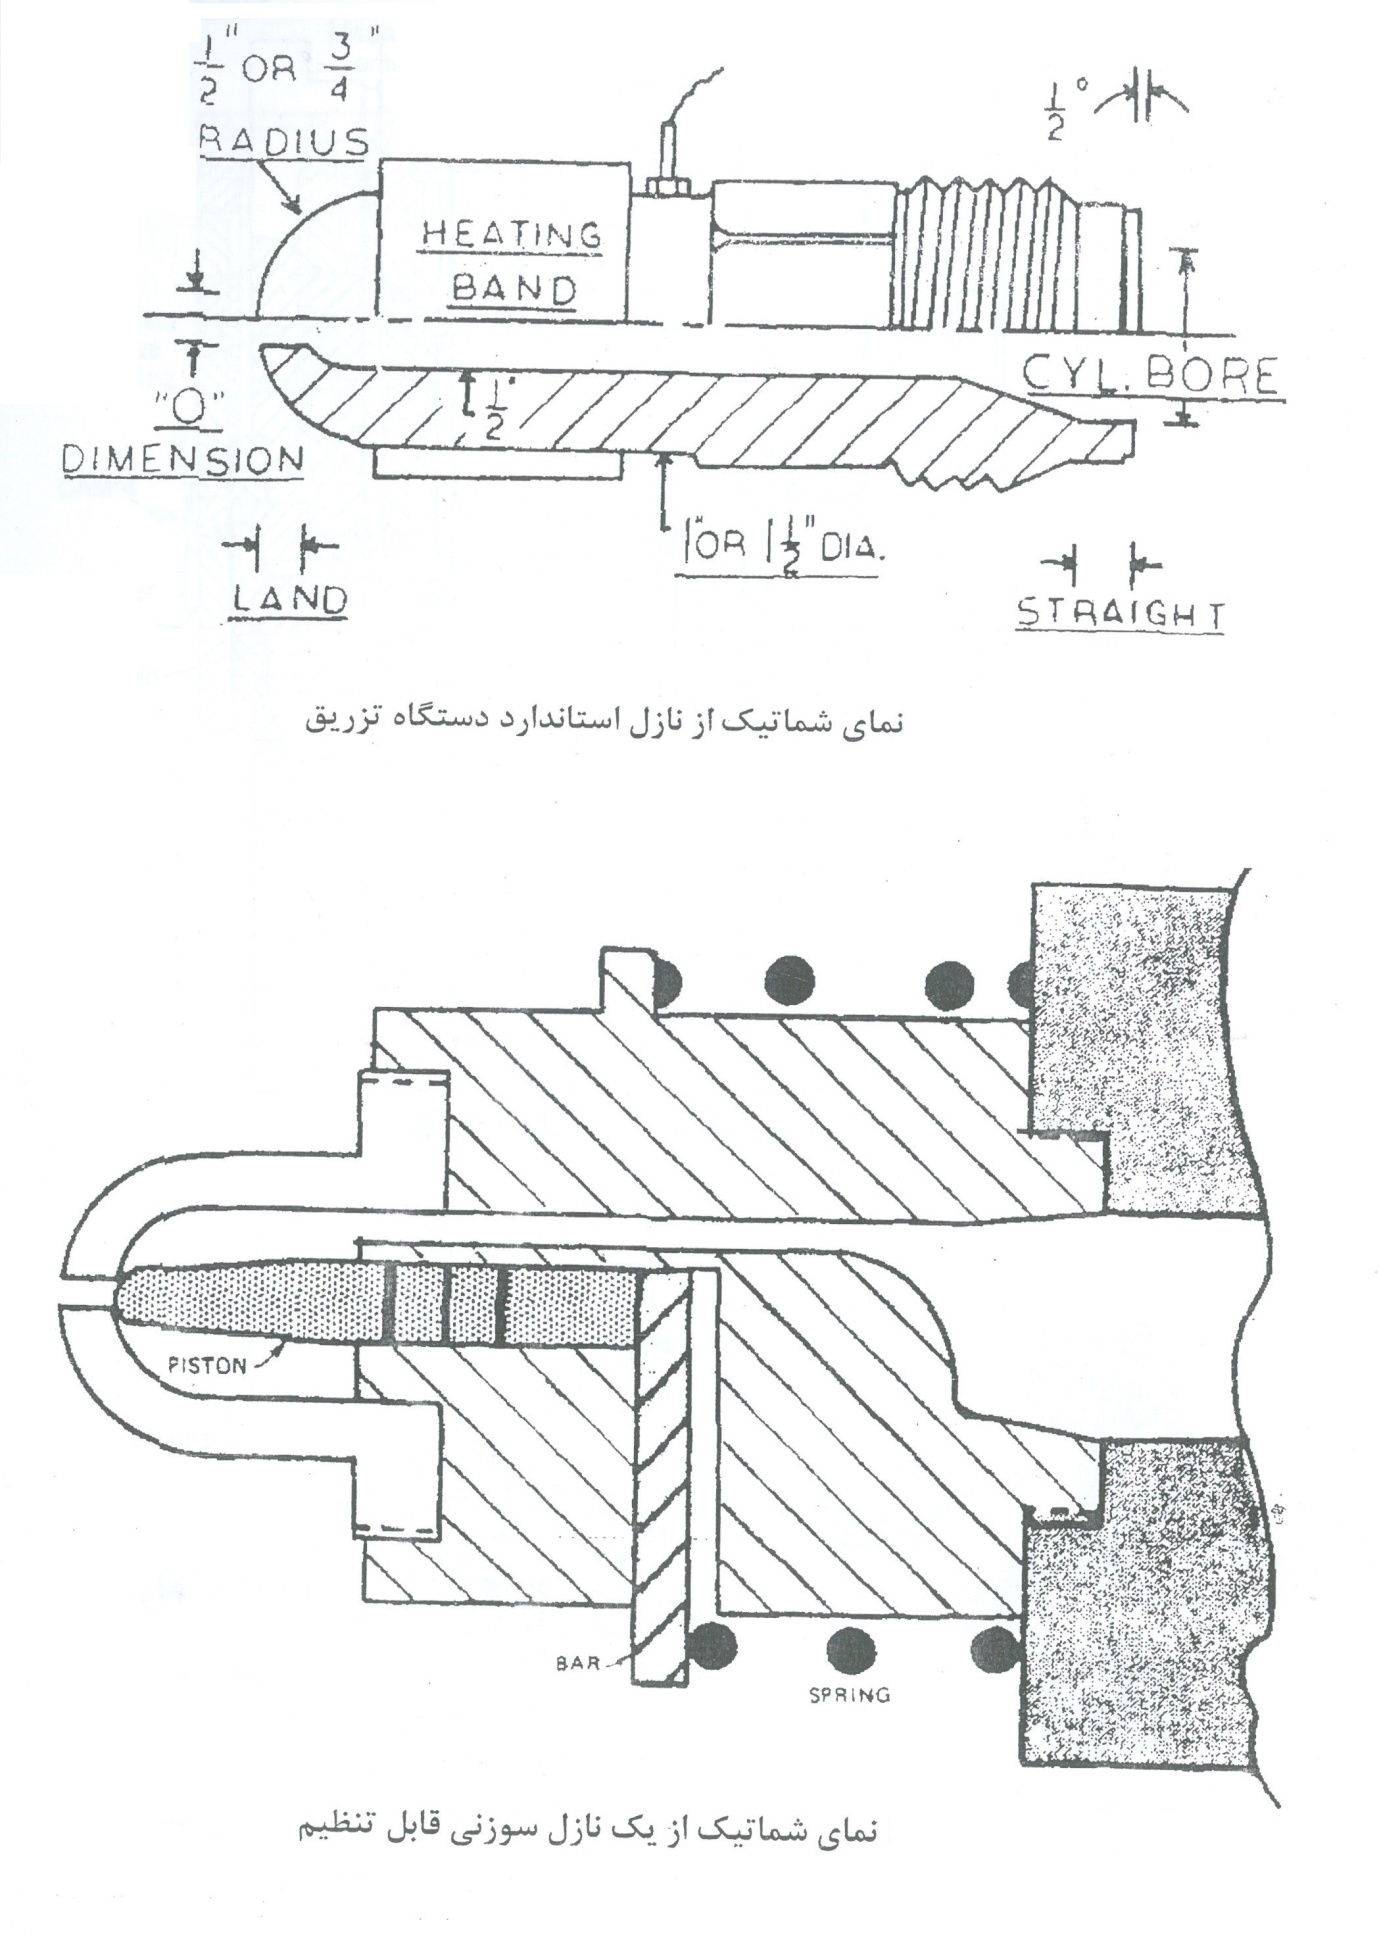 1/2" OR 3/4"
RADIUS
1/2°
HEATING
BAND
CYL. BORE
"O"
DIMENSION
1/2°
1" OR 1 1/2" DIA.
LAND
STRAIGHT
نمای شماتیک از نازل استاندارد دستگاه تزریق
PISTON
BAR
SPRING
نمای شماتیک از یک نازل سوزنی قابل تنظیم